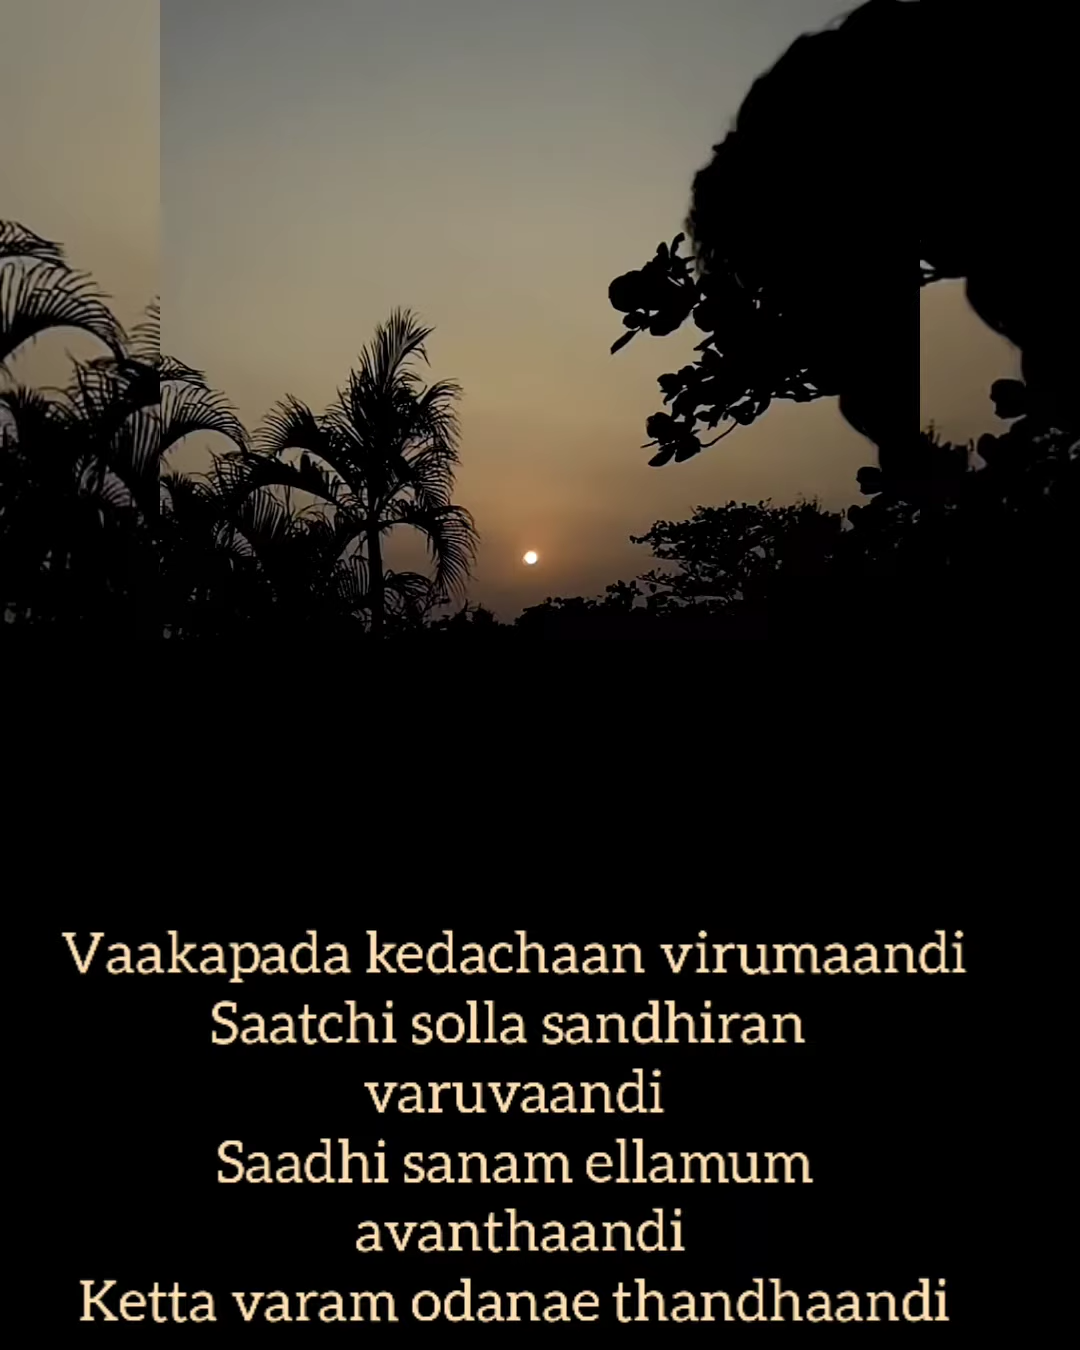 Vaakapada kedachaan virumaandi
Saatchi solla sandhiran
varuvaandi
Saadhi sanam ellamum
avanthaandi
Ketta varam odanae thandhaandi